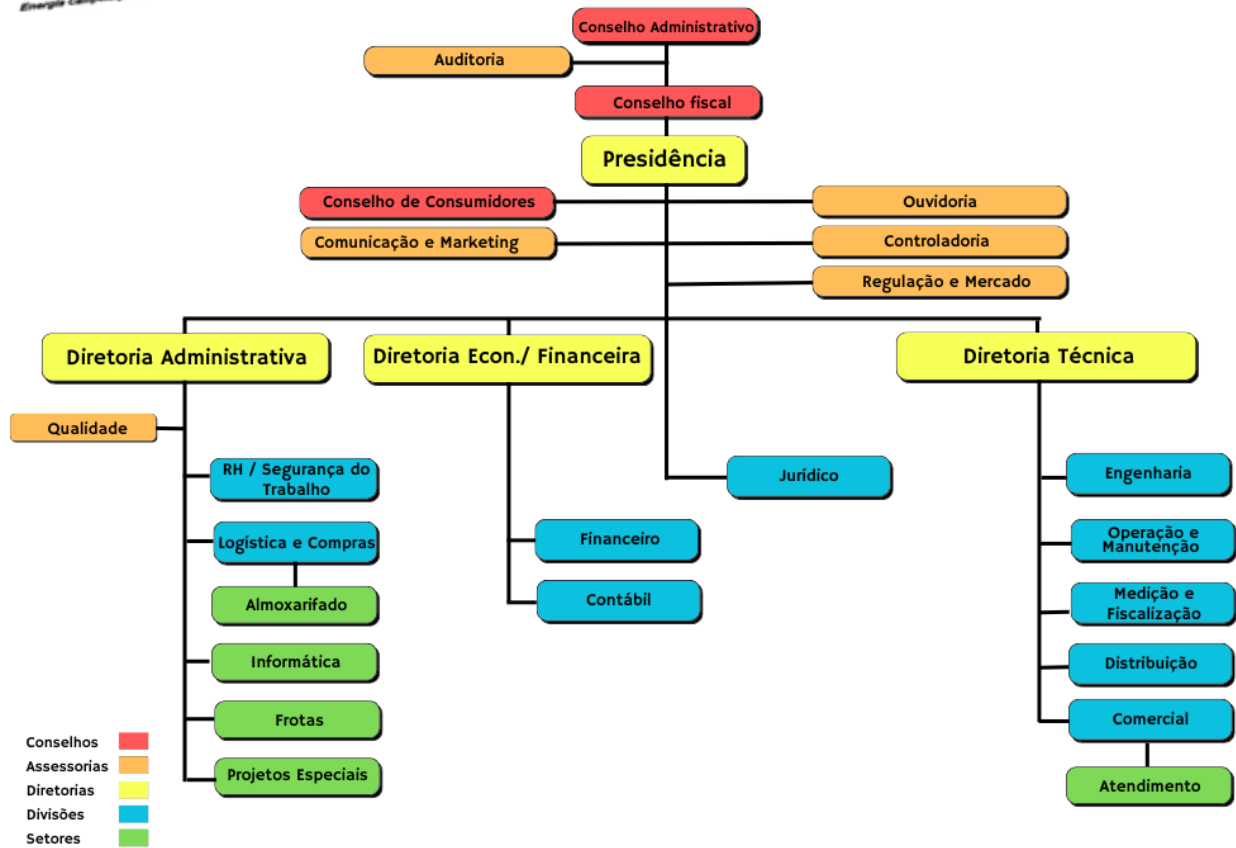 Conselho Administrativo
Auditoria
Conselho fiscal
Presidência
Conselho de Consumidores
Ouvidoria
Comunicação e Marketing
Controladoria
Regulação e Mercado
Diretoria Administrativa
Diretoria Econ./ Financeira
Diretoria Técnica
Qualidade
RH / Segurança do
Trabalho
Jurídico
Engenharia
Logística e Compras
Financeiro
Operação e
Manutenção
Almoxarifado
Contábil
Medição e
Fiscalização
Informática
Distribuição
Frotas
Comercial
Projetos Especiais
Atendimento
Conselhos
Assessorias
Diretorias
Divisões
Setores